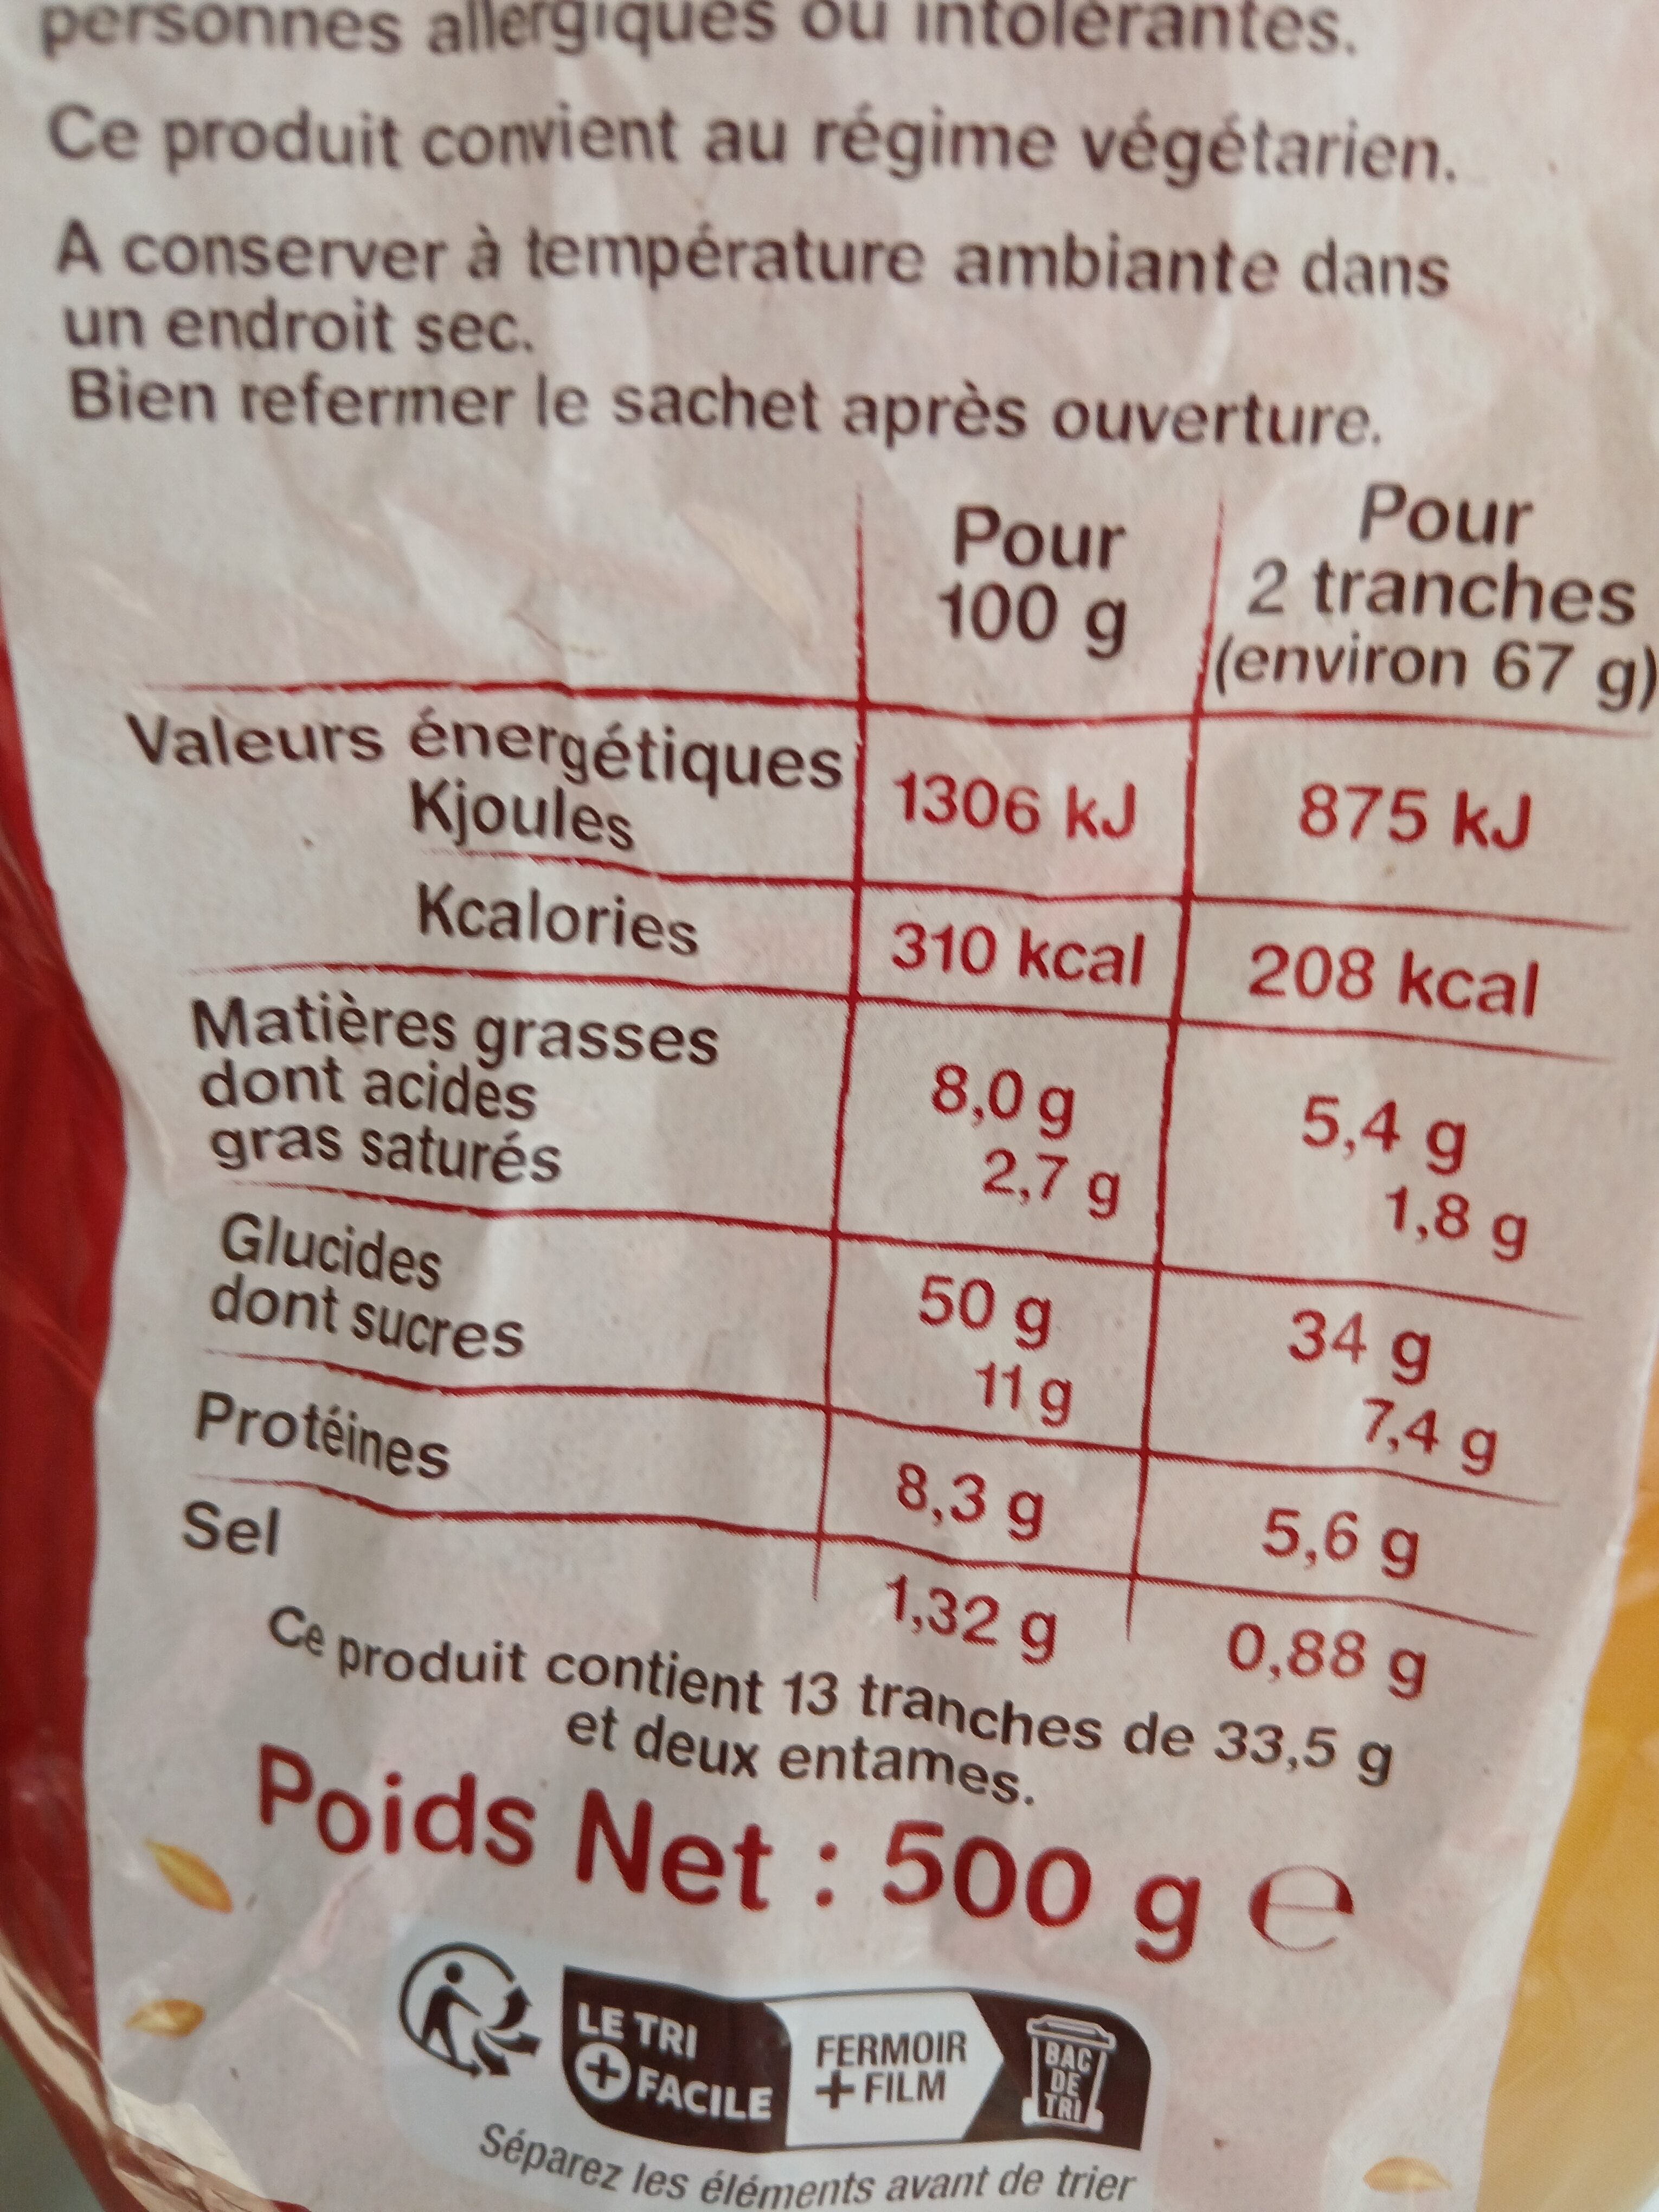 personnes allergiques ou intolérantes.
Ce produit convient au régime végétarien.
A conserver à température ambiante dans
un endroit sec.
Bien refermer le sachet après ouverture.
Pour
100 g
Pour
2 tranches
(environ 67 g)
Valeurs énergétiques
Kjoules
1306 kJ
875 kJ
Kcalories
310 kcal
208 kcal
Matières grasses
dont acides
gras saturés
8,0 g
2,7 g
5,4 g
1,8 g
Glucides
dont sucres
50 g
11 g
34 g
7,4 g
Protéines
8,3 g
5,6 g
Sel
1,32 g
0,88 g
Ce produit contient 13 tranches de 33,5 g
et deux entames.
Poids Net : 500 g e
LE TRI
+ FACILE
FERMOIR
+ FILM
BAC
DE
TRI
Séparez les éléments avant de trier